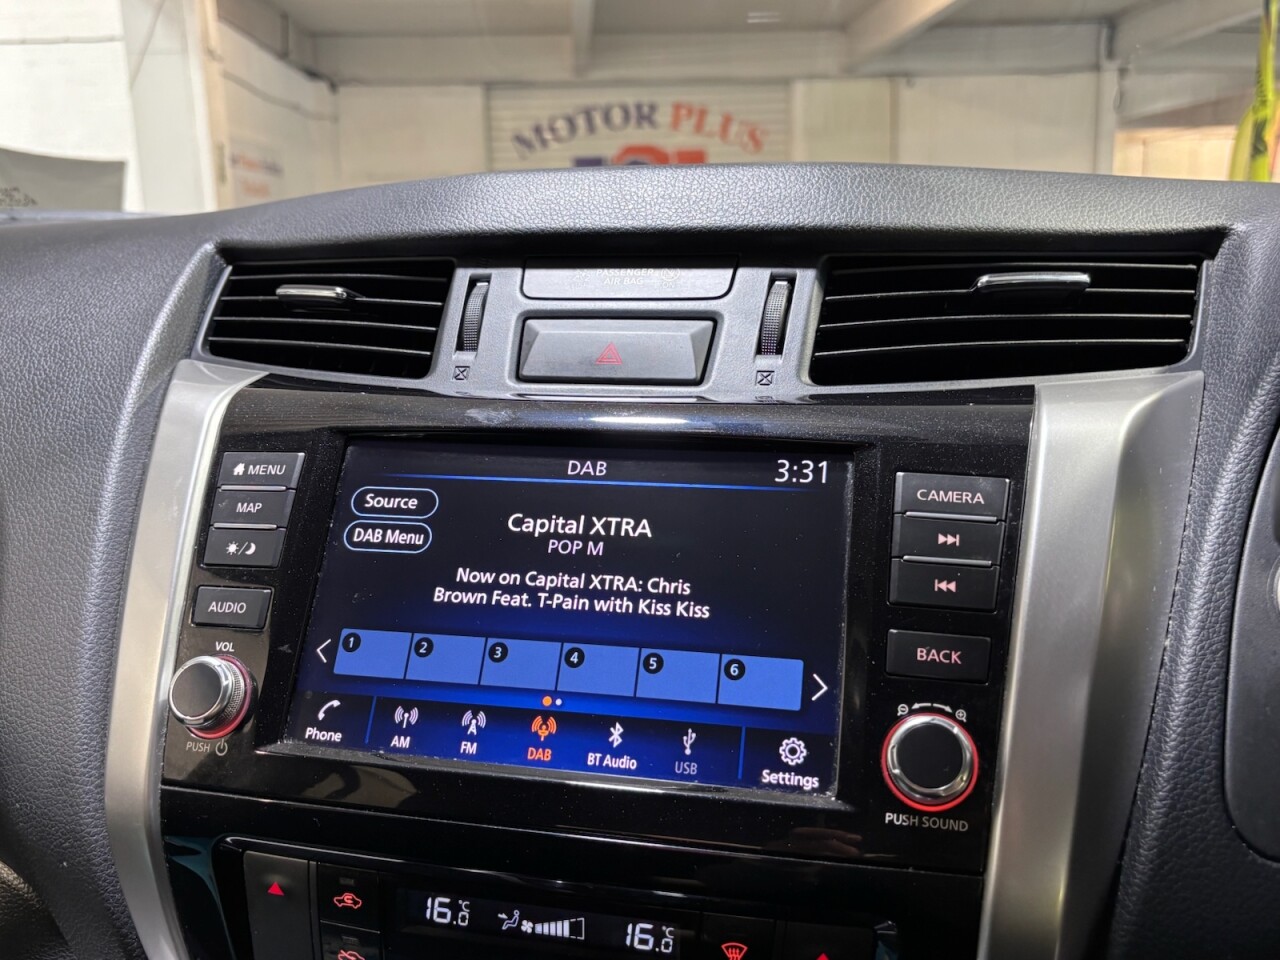 MOTOR PLUS
PASSENGER
AIR BAG
MENU
MAP
AUDIO
VOL
PUSH
DAB
3:31
Source
DAB Menu
Capital XTRA
POP M
Now on Capital XTRA: Chris
Brown Feat. T-Pain with Kiss Kiss
1
2
3
4
5
6
Phone
AM
FM
DAB
BT Audio
USB
Settings
CAMERA
BACK
PUSH SOUND
16.0 °C
16.0 °C